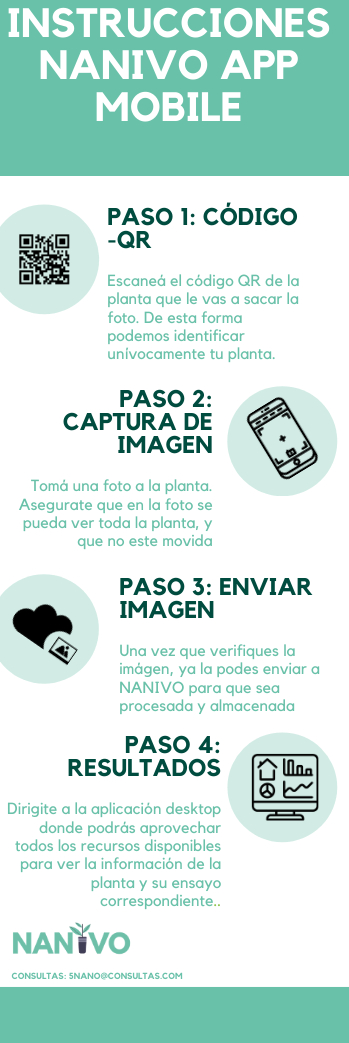 INSTRUCCIONES
NANIVO APP
MOBILE
PASO 1: CÓDIGO
-QR
Escaneá el código QR de la
planta que le vas a sacar la
foto. De esta forma
podemos identificar
unívocamente tu planta.
PASO 2:
CAPTURA DE
IMAGEN
Tomá una foto a la planta.
Asegurate que en la foto se
pueda ver toda la planta, y
que no este movida
PASO 3: ENVIAR
IMAGEN
Una vez que verifiques la
imágen, ya la podes enviar a
NANIVO para que sea
procesada y almacenada
PASO 4:
RESULTADOS
Dirigite a la aplicación desktop
donde podrás aprovechar
todos los recursos disponibles
para ver la información de la
planta y su ensayo
correspondiente..
NANIVO
CONSULTAS: 5NANO@CONSULTAS.COM